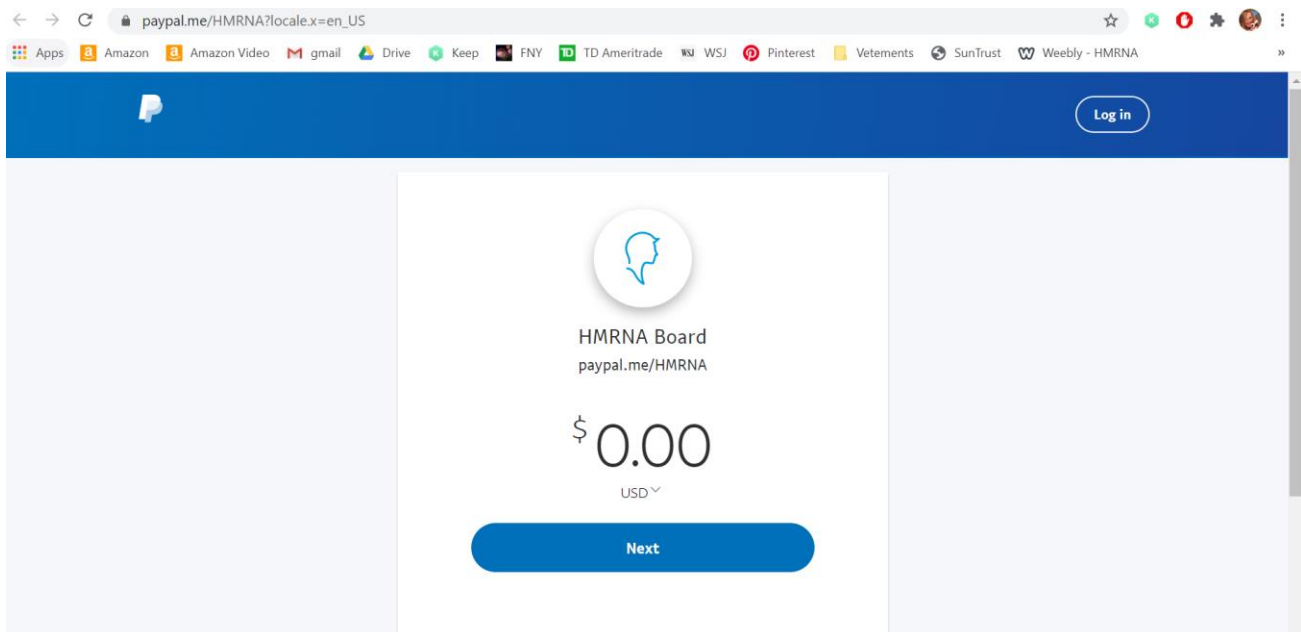 paypal.me/HMRNA?locale.x=en_US
Apps Amazon Amazon Video gmail Drive Keep FNY TD Ameritrade WSJ WSJ Pinterest Vetements SunTrust Weebly - HMRNA »
Log in
HMRNA Board
paypal.me/HMRNA
$ 0.00
USD
Next